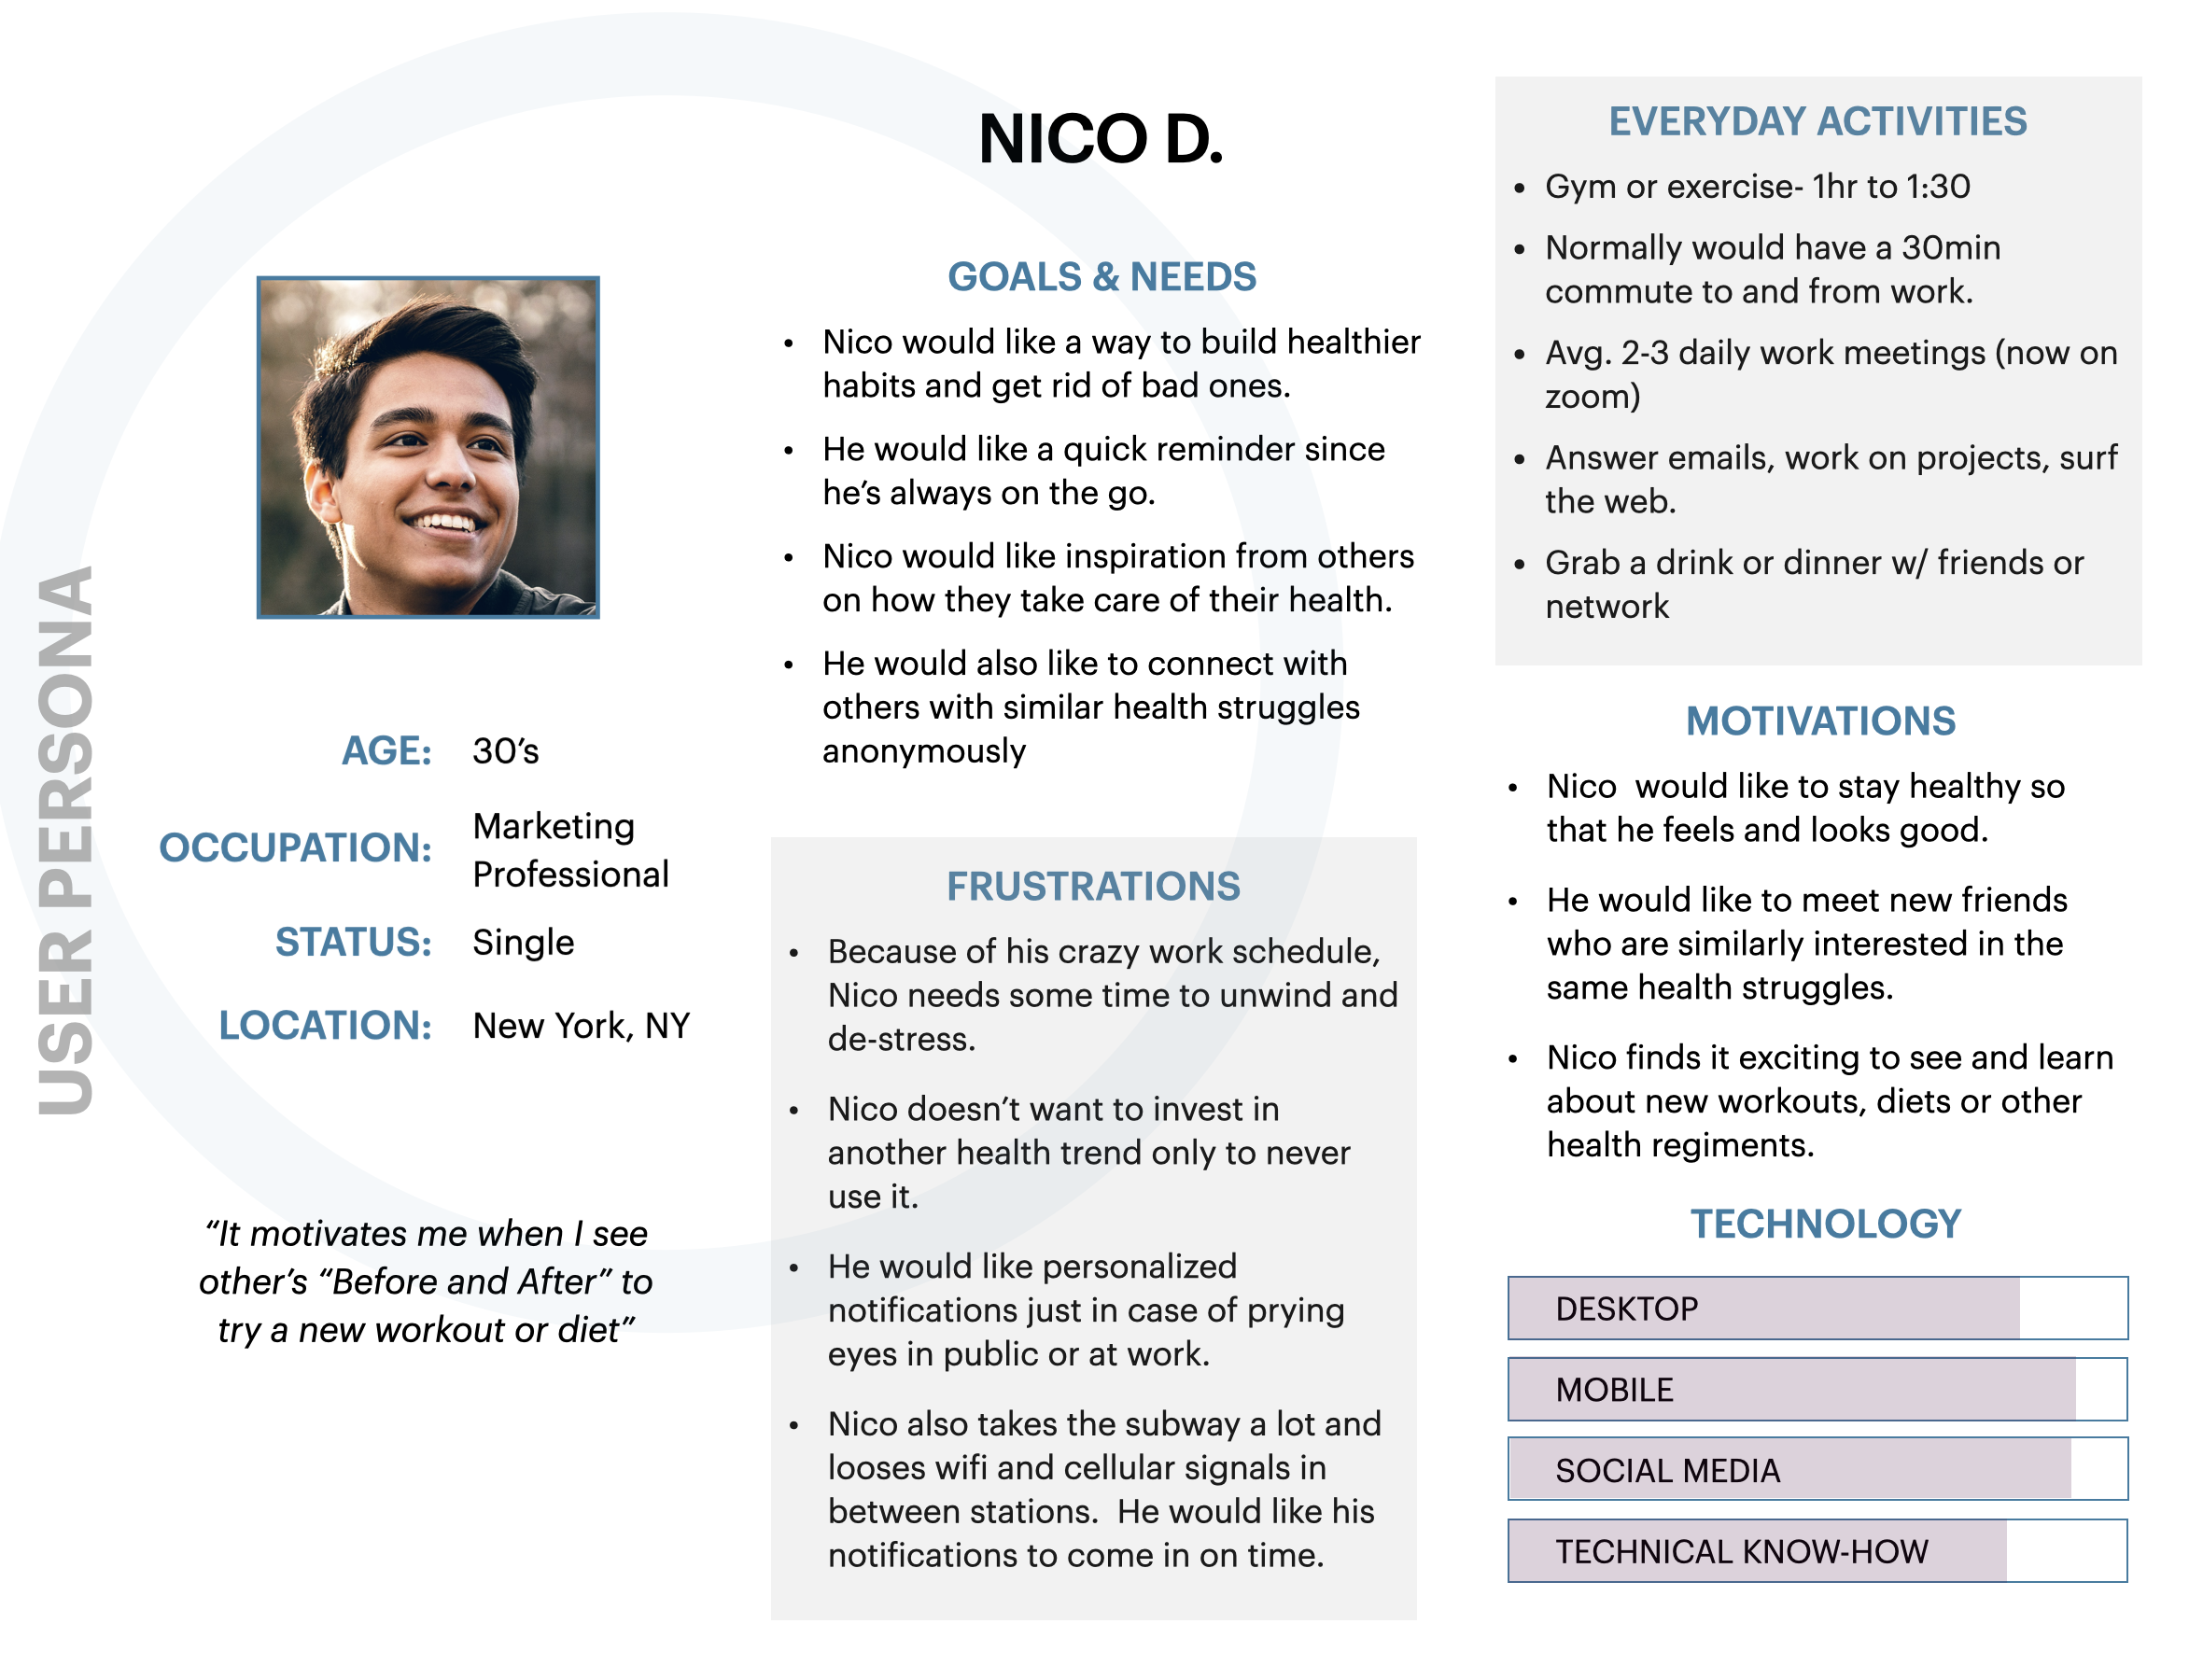 USER PERSONA
AGE: 30’s
OCCUPATION: Marketing
Professional
STATUS: Single
LOCATION: New York, NY
“It motivates me when I see
other’s “Before and After” to
try a new workout or diet”
NICO D.
GOALS & NEEDS
• Nico would like a way to build healthier
habits and get rid of bad ones.
• He would like a quick reminder since
he’s always on the go.
• Nico would like inspiration from others
on how they take care of their health.
• He would also like to connect with
others with similar health struggles
anonymously
FRUSTRATIONS
• Because of his crazy work schedule,
Nico needs some time to unwind and
de-stress.
• Nico doesn’t want to invest in
another health trend only to never
use it.
• He would like personalized
notifications just in case of prying
eyes in public or at work.
• Nico also takes the subway a lot and
looses wifi and cellular signals in
between stations.  He would like his
notifications to come in on time.
EVERYDAY ACTIVITIES
• Gym or exercise- 1hr to 1:30
• Normally would have a 30min
commute to and from work.
• Avg. 2-3 daily work meetings (now on
zoom)
• Answer emails, work on projects, surf
the web.
• Grab a drink or dinner w/ friends or
network
MOTIVATIONS
• Nico  would like to stay healthy so
that he feels and looks good.
• He would like to meet new friends
who are similarly interested in the
same health struggles.
• Nico finds it exciting to see and learn
about new workouts, diets or other
health regiments.
TECHNOLOGY
DESKTOP
MOBILE
SOCIAL MEDIA
TECHNICAL KNOW-HOW